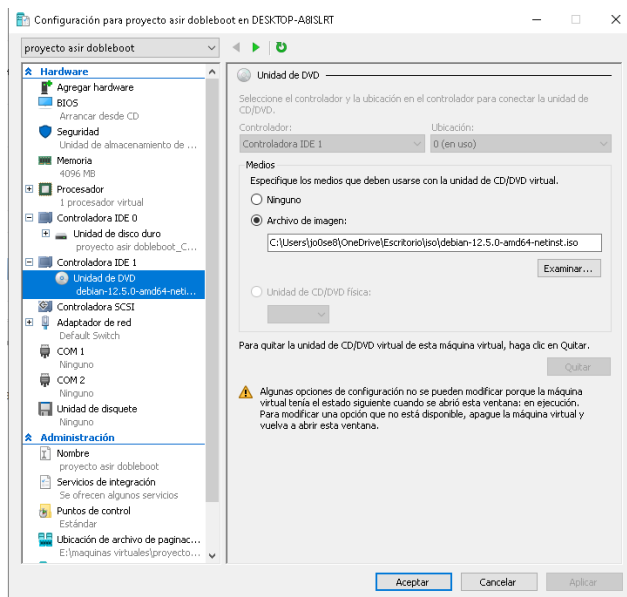 Configuración para proyecto asir dobleboot en DESKTOP-A8ISLRT
proyecto asir dobleboot
Hardware
Agregar hardware
BIOS
Arrancar desde CD
Seguridad
Unidad de almacenamiento de ...
Memoria
4096 MB
Procesador
1 procesador virtual
Controladora IDE 0
Unidad de disco duro
proyecto asir dobleboot_C...
Controladora IDE 1
Unidad de DVD
debian-12.5.0-amd64-neti...
Controladora SCSI
Adaptador de red
Default Switch
COM 1
Ninguno
COM 2
Ninguno
Unidad de disquete
Ninguno
Administración
Nombre
proyecto asir dobleboot
Servicios de integración
Se ofrecen algunos servicios
Puntos de control
Estándar
Ubicación de archivo de paginac...
E:\maquinas virtuales\proyecto...
Unidad de DVD
Seleccione el controlador y la ubicación en el controlador para conectar la unidad de
CD/DVD.
Controlador:
Ubicación:
Controladora IDE 1
0 (en uso)
Medios
Especifique los medios que deben usarse con la unidad de CD/DVD virtual.
Ninguno
Archivo de imagen:
C:\Users\jo0se8\OneDrive\Escritorio\iso\debian-12.5.0-amd64-netinst.iso
Examinar...
Unidad de CD/DVD física:
Para quitar la unidad de CD/DVD virtual de esta máquina virtual, haga clic en Quitar.
Quitar
Algunas opciones de configuración no se pueden modificar porque la máquina
virtual tenía el estado siguiente cuando se abrió esta ventana: en ejecución.
Para modificar una opción que no está disponible, apague la máquina virtual y
vuelva a abrir esta ventana.
Aceptar
Cancelar
Aplicar